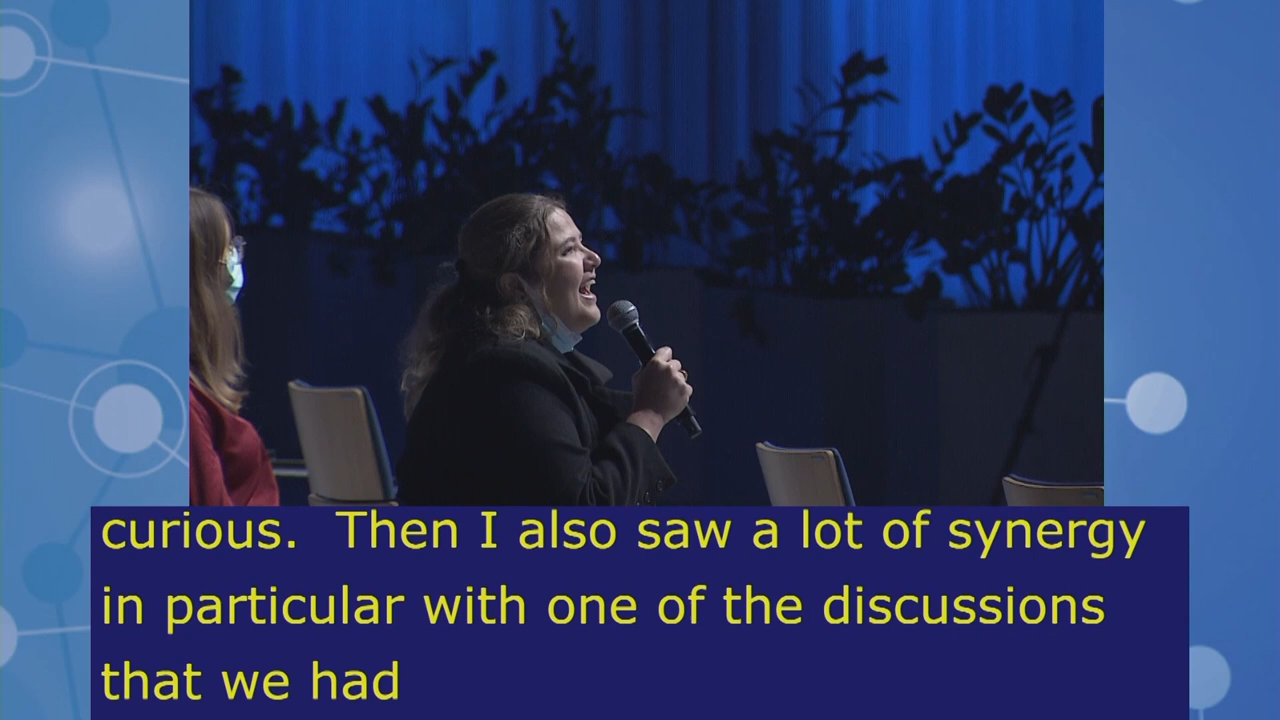 curious.  Then I also saw a lot of synergy
in particular with one of the discussions
that we had